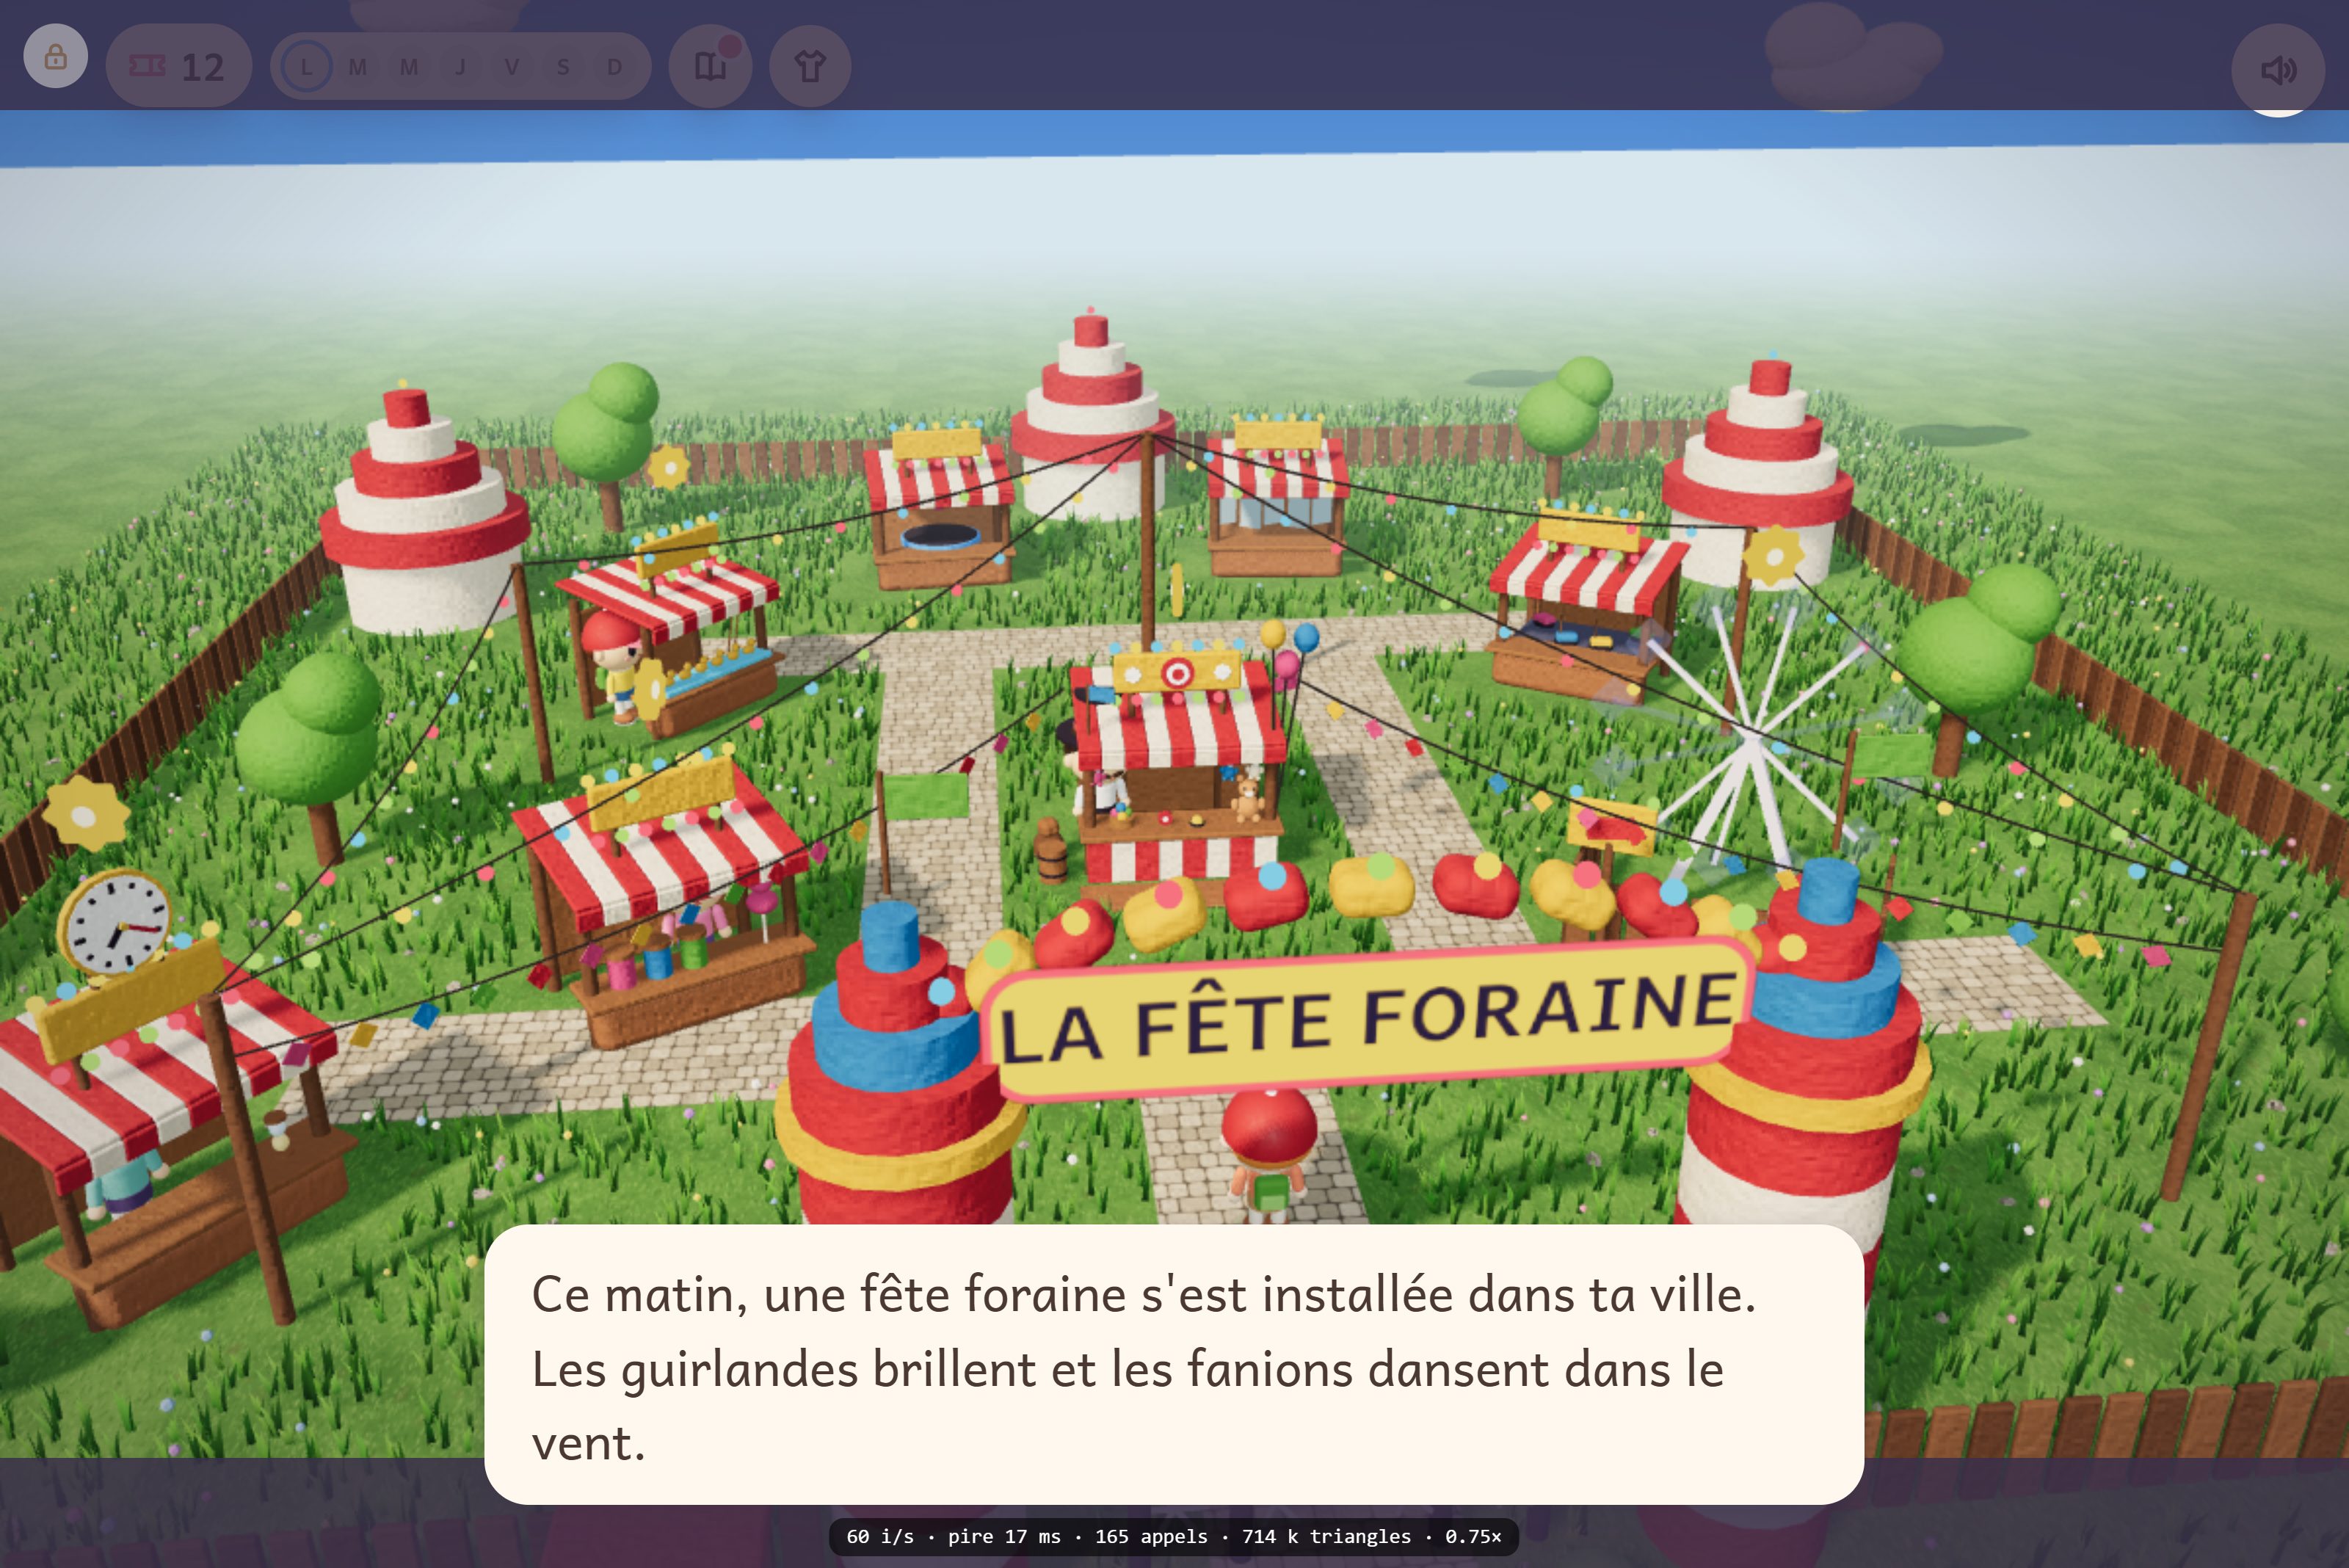 12
L M M J V S D
LA FÊTE FORAINE
Ce matin, une fête foraine s'est installée dans ta ville.
Les guirlandes brillent et les fanions dansent dans le
vent.
60 i/s · pire 17 ms · 165 appels · 714 k triangles · 0.75×